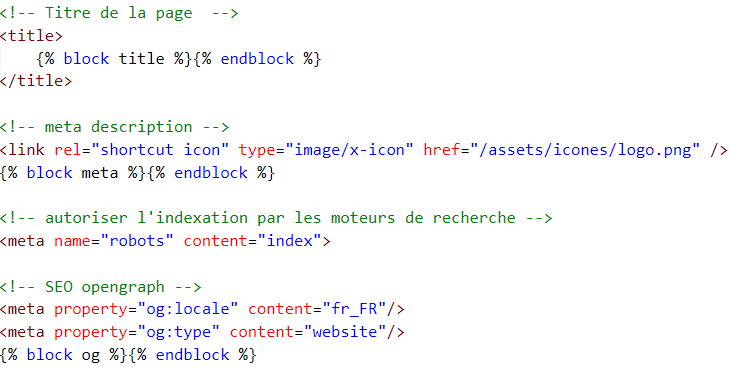 <!-- Titre de la page  -->
<title>
    {% block title %}{% endblock %}
</title>

<!-- meta description -->
<link rel="shortcut icon" type="image/x-icon" href="/assets/icones/logo.png" />
{% block meta %}{% endblock %}

<!-- autoriser l'indexation par les moteurs de recherche -->
<meta name="robots" content="index">

<!-- SEO opengraph -->
<meta property="og:locale" content="fr_FR"/>
<meta property="og:type" content="website"/>
{% block og %}{% endblock %}